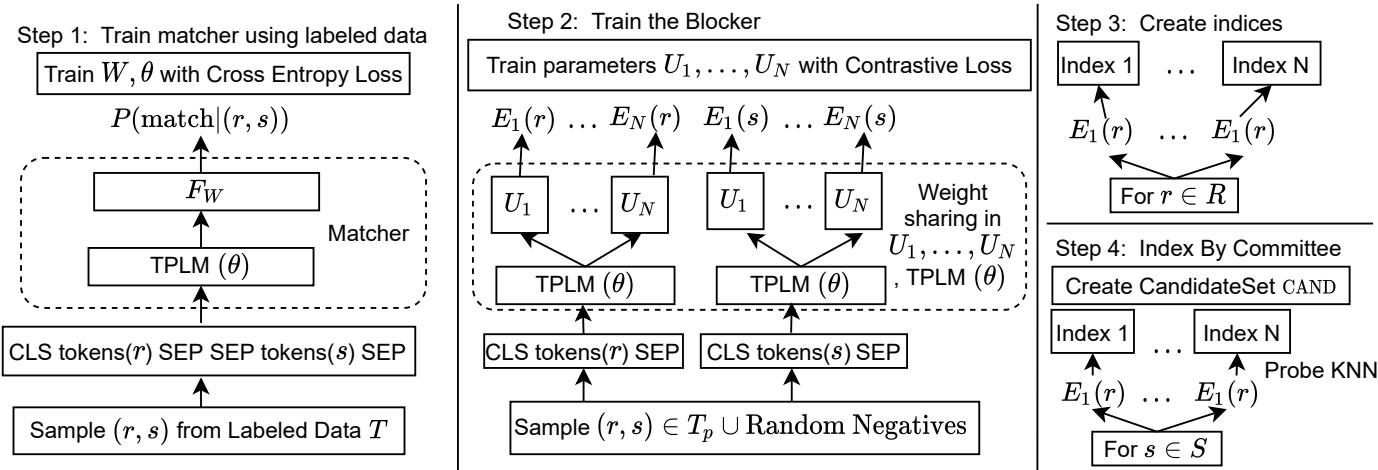 Step 1: Train matcher using labeled data
Train W, θ with Cross Entropy Loss
P(match|(r, s))
F_W
TPLM (θ)
Matcher
CLS tokens(r) SEP SEP tokens(s) SEP
Sample (r, s) from Labeled Data T
Step 2: Train the Blocker
Train parameters U_1, . . . , U_N with Contrastive Loss
E_1(r) . . . E_N(r) E_1(s) . . . E_N(s)
U_1 . . . U_N U_1 . . . U_N
Weight
sharing in
U_1, . . . , U_N
, TPLM (θ)
TPLM (θ) TPLM (θ)
CLS tokens(r) SEP CLS tokens(s) SEP
Sample (r, s) ∈ T_p ∪ Random Negatives
Step 3: Create indices
Index 1 . . . Index N
E_1(r) . . . E_1(r)
For r ∈ R
Step 4: Index By Committee
Create CandidateSet CAND
Index 1 . . . Index N
Probe KNN
E_1(r) . . . E_1(r)
For s ∈ S